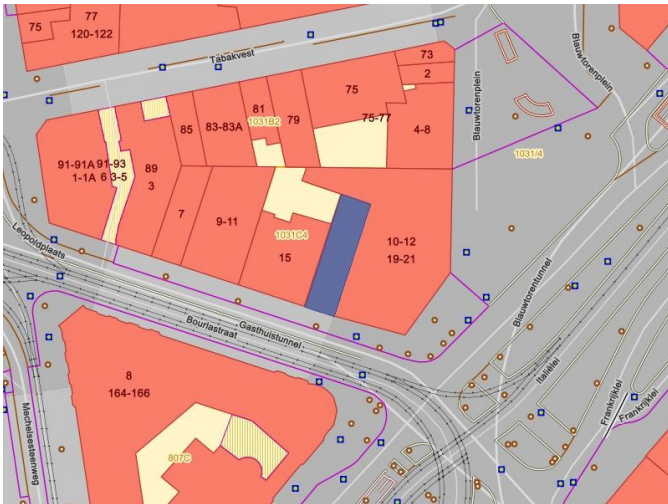 75
77
120-122
Tabakvest
Blauwtorenplein
Blauwtorenplein
73
2
75
75-77
4-8
81
1031B2
79
83-83A
85
91-91A 91-93
1-1A 6 3-5
89
3
7
9-11
1031C4
15
10-12
19-21
1031/4
Leopoldplaats
Gasthuistunnel
Bourlastraat
Blauwtorentunnel
Italiëlei
Frankrijklei
Frankrijklei
8
164-166
807C
Mechelsesteenweg